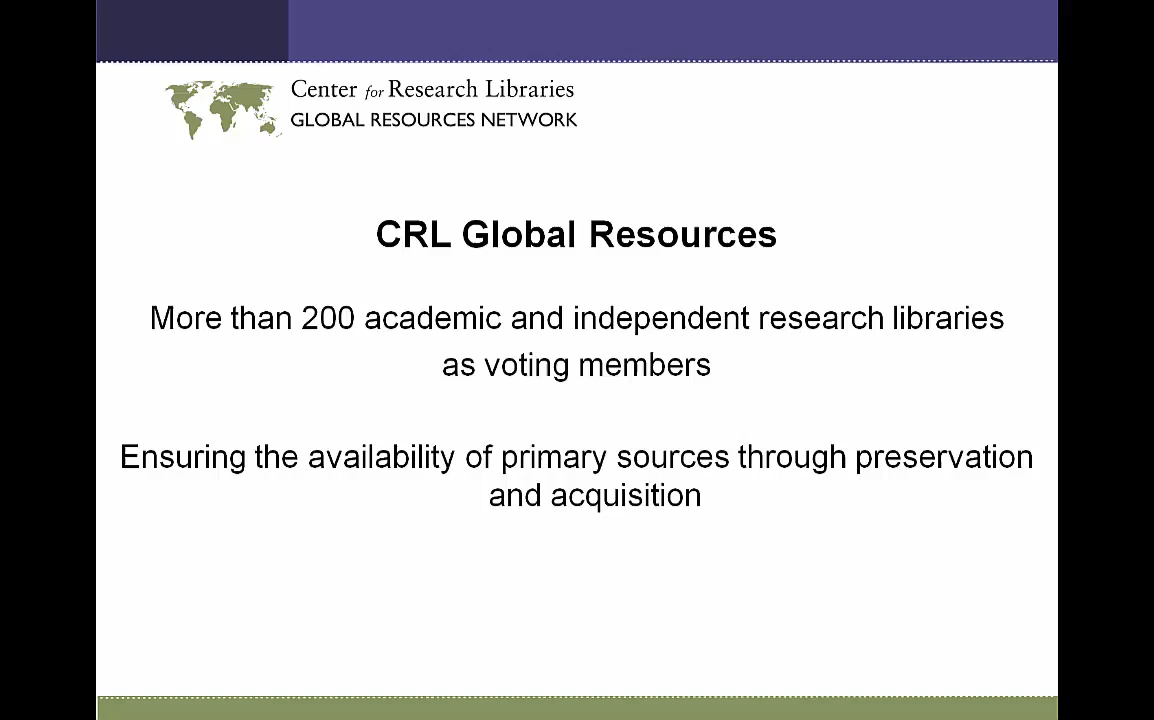 Center for Research Libraries
GLOBAL RESOURCES NETWORK
CRL Global Resources
More than 200 academic and independent research libraries
as voting members
Ensuring the availability of primary sources through preservation
and acquisition